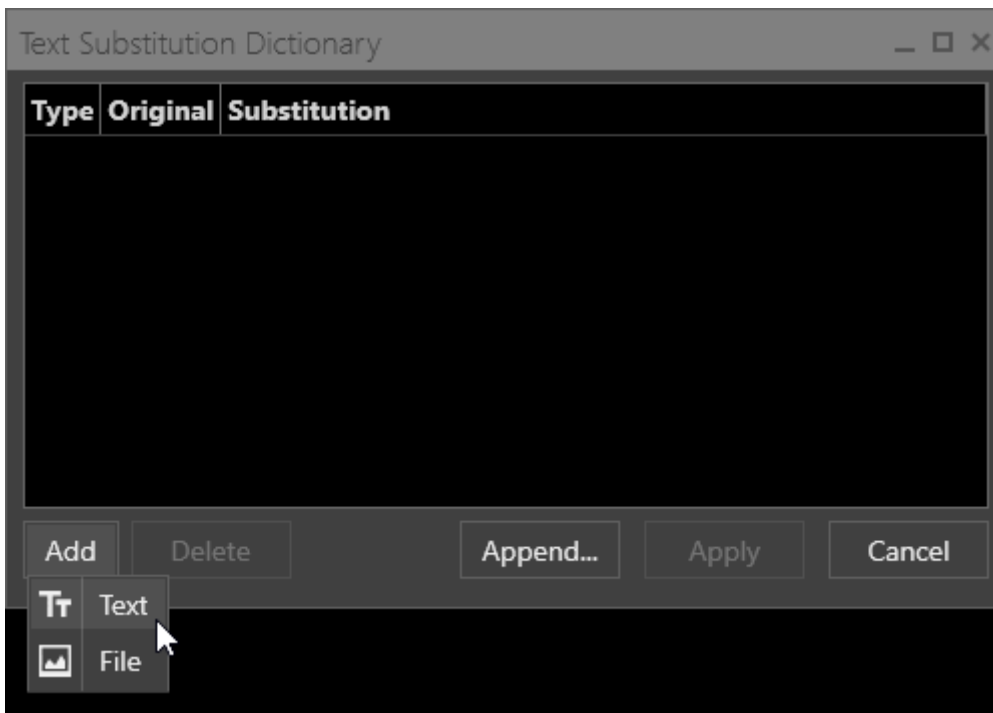 Text Substitution Dictionary
Type Original Substitution
Add Delete Append... Apply Cancel
Text
File